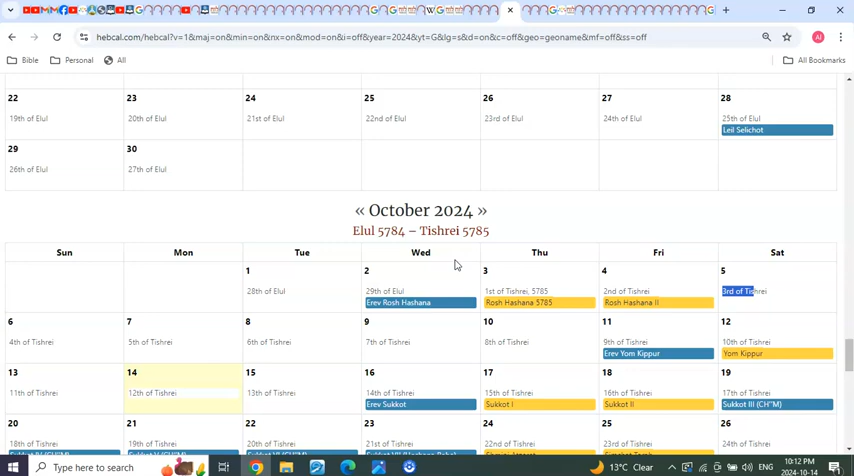 hebcal.com/hebcal?v=1&maj=on&min=on&nx=on&mod=on&i=off&year=2024&yt=G&lg=s&d=on&c=off&geo=geoname&mf=off&ss=off
AI
Bible Personal All All Bookmarks
22 23 24 25 26 27 28
19th of Elul 20th of Elul 21st of Elul 22nd of Elul 23rd of Elul 24th of Elul 25th of Elul
Leil Selichot
29 30
26th of Elul 27th of Elul
« October 2024 »
Elul 5784 – Tishrei 5785
Sun Mon Tue Wed Thu Fri Sat
1 2 3 4 5
28th of Elul 29th of Elul 1st of Tishrei, 5785 2nd of Tishrei 3rd of Tishrei
Erev Rosh Hashana Rosh Hashana 5785 Rosh Hashana II
6 7 8 9 10 11 12
4th of Tishrei 5th of Tishrei 6th of Tishrei 7th of Tishrei 8th of Tishrei 9th of Tishrei 10th of Tishrei
Erev Yom Kippur Yom Kippur
13 14 15 16 17 18 19
11th of Tishrei 12th of Tishrei 13th of Tishrei 14th of Tishrei 15th of Tishrei 16th of Tishrei 17th of Tishrei
Erev Sukkot Sukkot I Sukkot II Sukkot III (CH"M)
20 21 22 23 24 25 26
18th of Tishrei 19th of Tishrei 20th of Tishrei 21st of Tishrei 22nd of Tishrei 23rd of Tishrei 24th of Tishrei
Type here to search 13°C Clear ENG 10:12 PM
2024-10-14